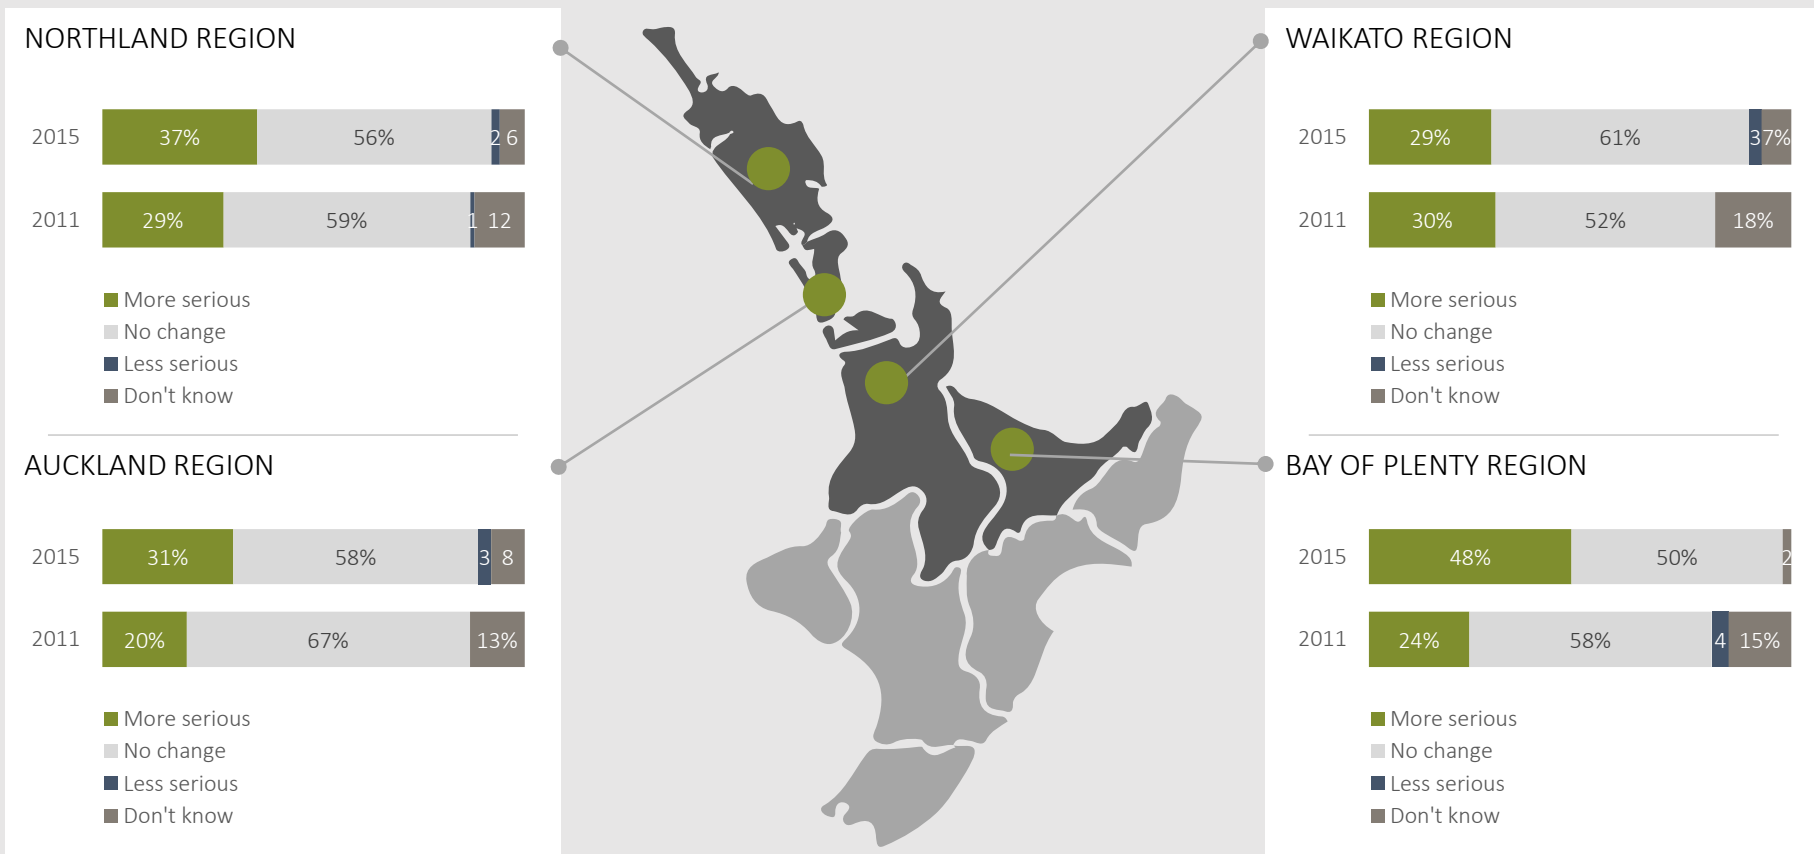 NORTHLAND REGION
2015 37% 56% 2 6
2011 29% 59% 1 12
More serious
No change
Less serious
Don't know
AUCKLAND REGION
2015 31% 58% 3 8
2011 20% 67% 13%
More serious
No change
Less serious
Don't know
WAIKATO REGION
2015 29% 61% 3 7%
2011 30% 52% 18%
More serious
No change
Less serious
Don't know
BAY OF PLENTY REGION
2015 48% 50% 2
2011 24% 58% 4 15%
More serious
No change
Less serious
Don't know